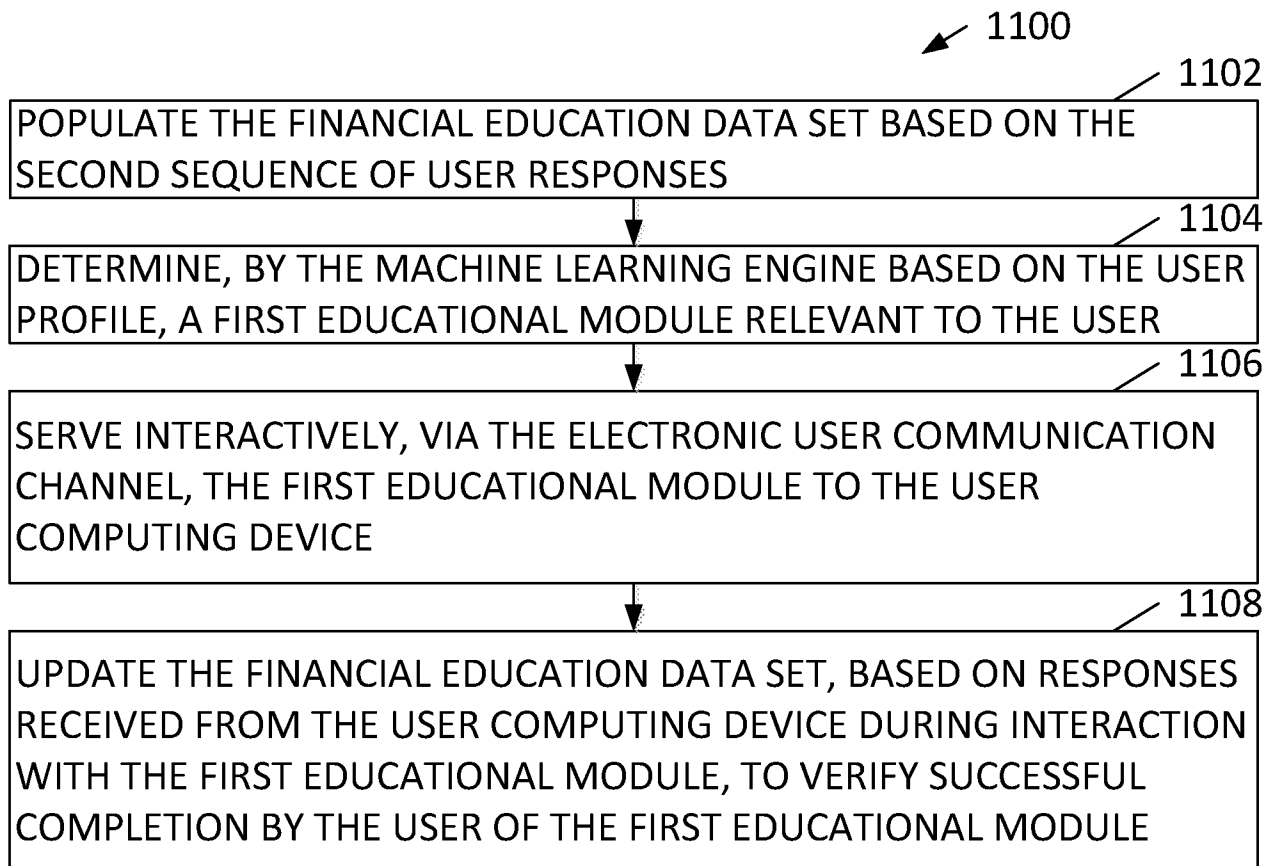 1100
1102
POPULATE THE FINANCIAL EDUCATION DATA SET BASED ON THE
SECOND SEQUENCE OF USER RESPONSES
1104
DETERMINE, BY THE MACHINE LEARNING ENGINE BASED ON THE USER
PROFILE, A FIRST EDUCATIONAL MODULE RELEVANT TO THE USER
1106
SERVE INTERACTIVELY, VIA THE ELECTRONIC USER COMMUNICATION
CHANNEL, THE FIRST EDUCATIONAL MODULE TO THE USER
COMPUTING DEVICE
1108
UPDATE THE FINANCIAL EDUCATION DATA SET, BASED ON RESPONSES
RECEIVED FROM THE USER COMPUTING DEVICE DURING INTERACTION
WITH THE FIRST EDUCATIONAL MODULE, TO VERIFY SUCCESSFUL
COMPLETION BY THE USER OF THE FIRST EDUCATIONAL MODULE